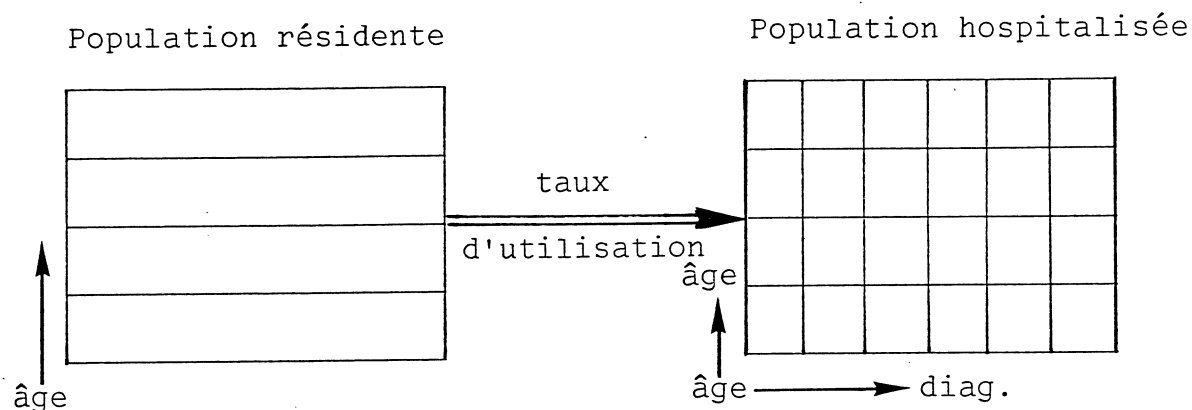 Population résidente
Population hospitalisée
taux
d'utilisation
âge
âge
âge
diag.